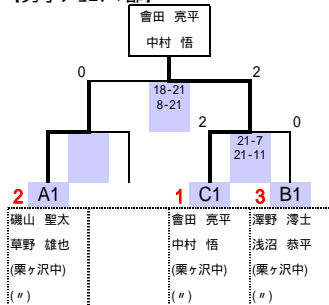 會田 亮平
中村 悟
0
2
18-21
8-21
2
0
21-7
21-11
2 A1
1 C1
3 B1
磯山 聖太
草野 雄也
(栗ヶ沢中)
(〃)
會田 亮平
中村 悟
(栗ヶ沢中)
(〃)
澤野 澪士
浅沼 恭平
(栗ヶ沢中)
(〃)